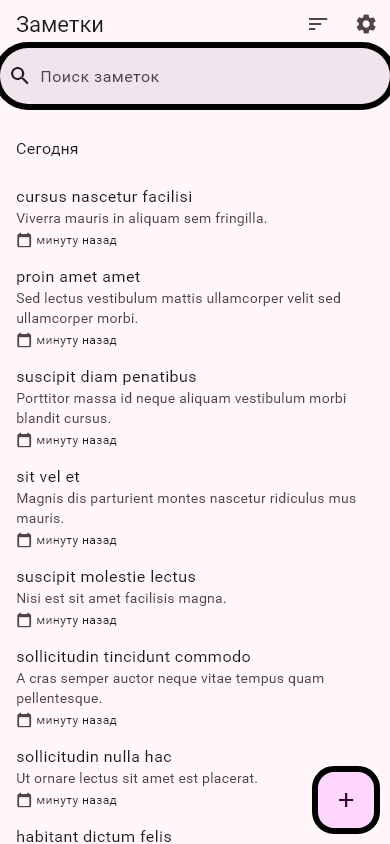 Заметки
Поиск заметок
Сегодня
cursus nascetur facilisi
Viverra mauris in aliquam sem fringilla.
минуту назад
proin amet amet
Sed lectus vestibulum mattis ullamcorper velit sed
ullamcorper morbi.
минуту назад
suscipit diam penatibus
Porttitor massa id neque aliquam vestibulum morbi
blandit cursus.
минуту назад
sit vel et
Magnis dis parturient montes nascetur ridiculus mus
mauris.
минуту назад
suscipit molestie lectus
Nisi est sit amet facilisis magna.
минуту назад
sollicitudin tincidunt commodo
A cras semper auctor neque vitae tempus quam
pellentesque.
минуту назад
sollicitudin nulla hac
Ut ornare lectus sit amet est placerat.
минуту назад
habitant dictum felis